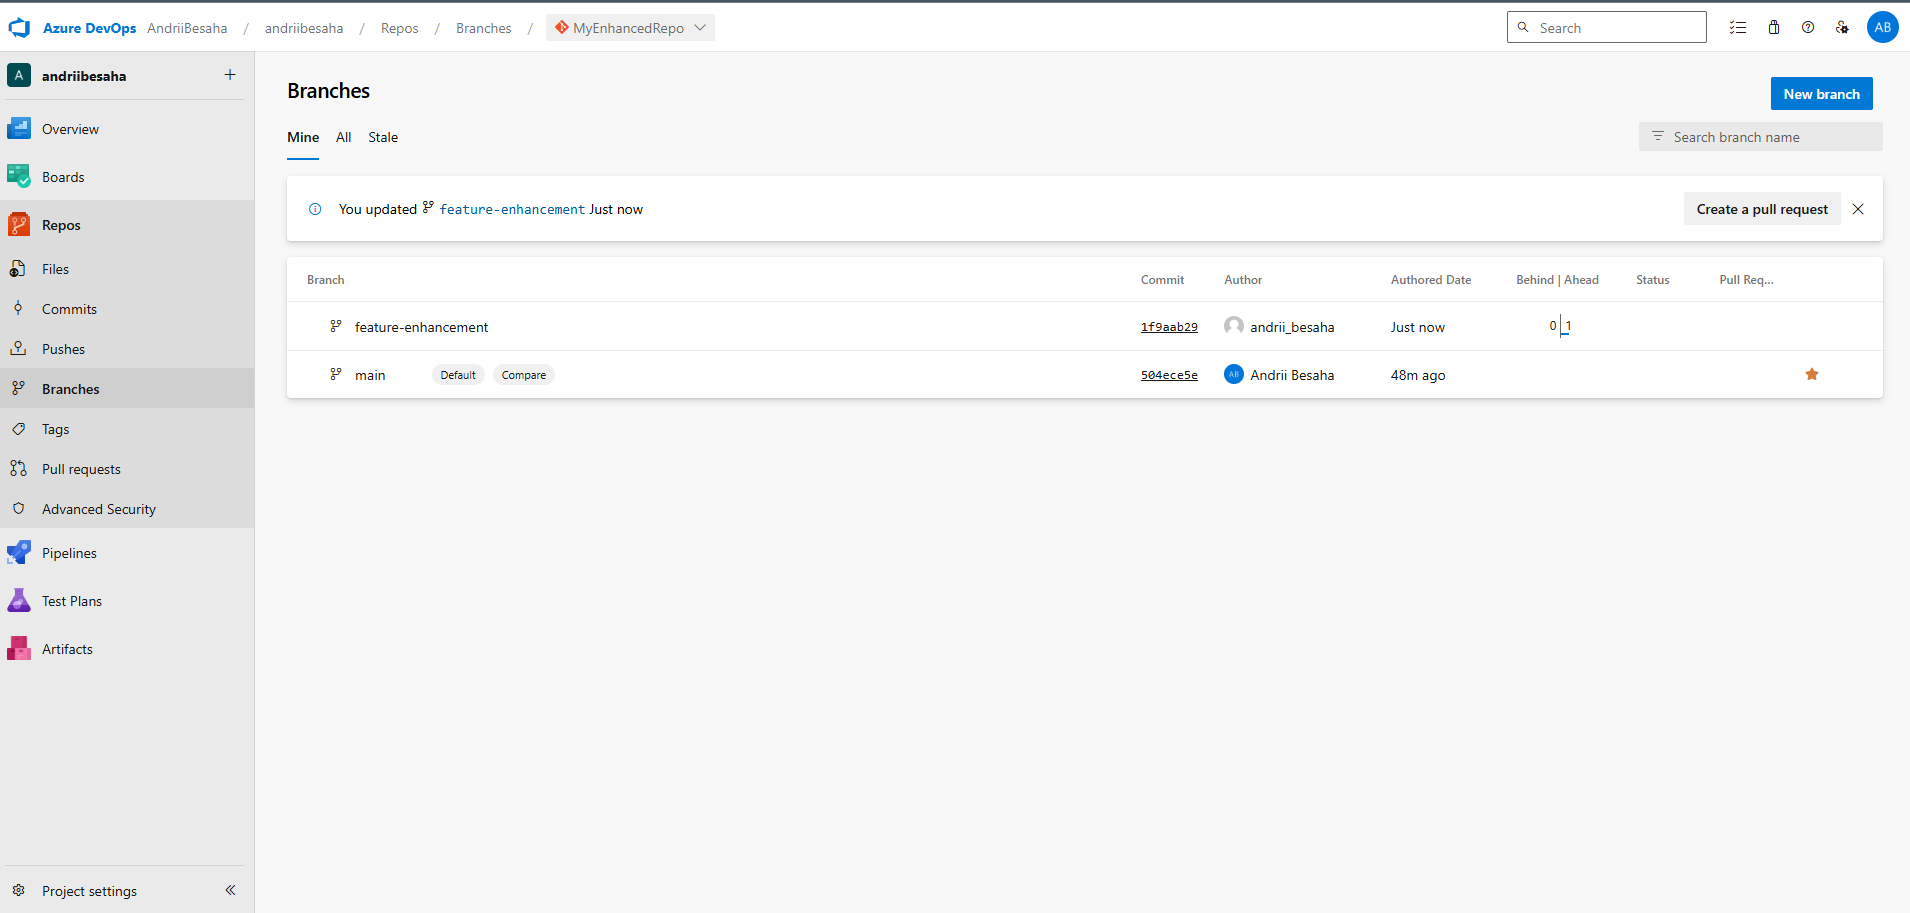 Azure DevOps AndriiBesaha / andriibesaha / Repos / Branches / MyEnhancedRepo
Search
AB
A andriibesaha +
Overview
Boards
Repos
Files
Commits
Pushes
Branches
Tags
Pull requests
Advanced Security
Pipelines
Test Plans
Artifacts
Project settings
Branches
New branch
Mine All Stale
Search branch name
You updated feature-enhancement Just now
Create a pull request
Branch Commit Author Authored Date Behind | Ahead Status Pull Req...
feature-enhancement 1f9aab29 andrii_besaha Just now 0 1
main Default Compare 504ece5e AB Andrii Besaha 48m ago